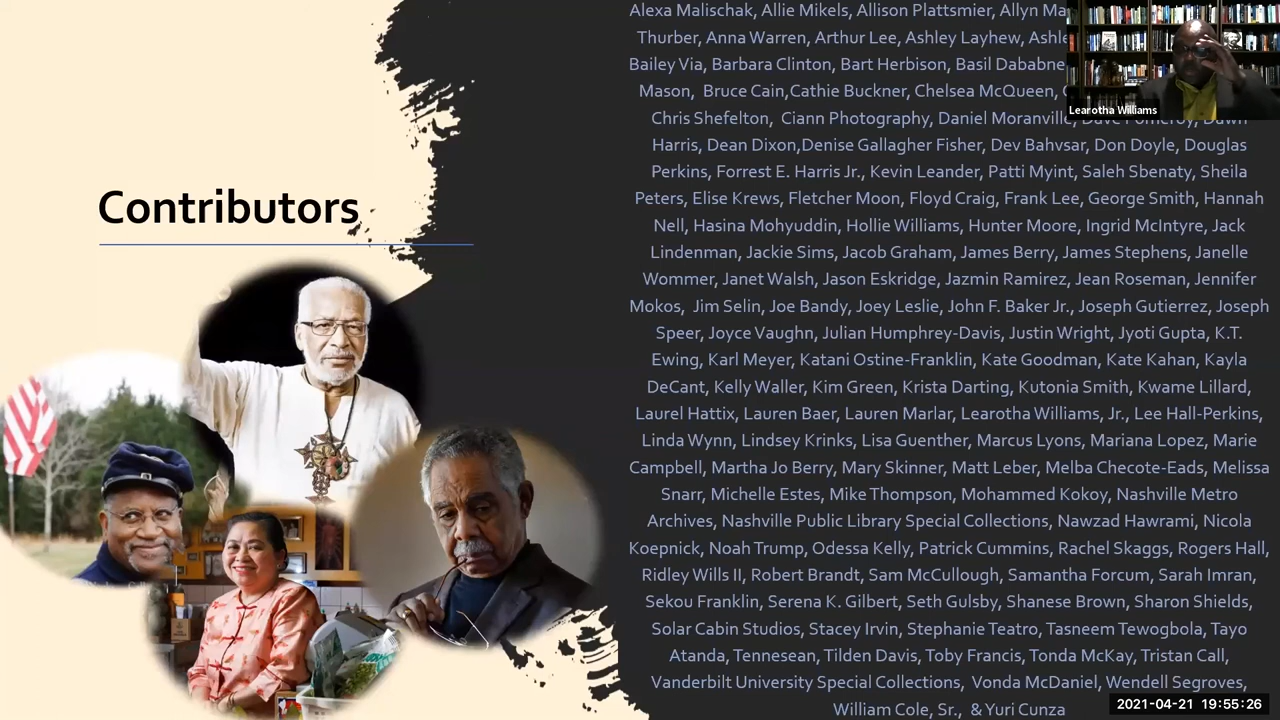 Contributors
Alexa Malischak, Allie Mikels, Allison Plattsmier, Allyn
Thurber, Anna Warren, Arthur Lee, Ashley Layhew,
Bailey Via, Barbara Clinton, Bart Herbison, Basil
Mason, Bruce Cain,Cathie Buckner, Chelsea McQueen,
Chris Shefelton, Ciann Photography, Daniel Moranville, Dave Pomeroy, Dawn
Harris, Dean Dixon,Denise Gallagher Fisher, Dev Bahvsar, Don Doyle, Douglas
Perkins, Forrest E. Harris Jr., Kevin Leander, Patti Myint, Saleh Sbenaty, Sheila
Peters, Elise Krews, Fletcher Moon, Floyd Craig, Frank Lee, George Smith, Hannah
Nell, Hasina Mohyuddin, Hollie Williams, Hunter Moore, Ingrid McIntyre, Jack
Lindenman, Jackie Sims, Jacob Graham, James Berry, James Stephens, Janelle
Wommer, Janet Walsh, Jason Eskridge, Jazmin Ramirez, Jean Roseman, Jennifer
Mokos, Jim Selin, Joe Bandy, Joey Leslie, John F. Baker Jr., Joseph Gutierrez, Joseph
Speer, Joyce Vaughn, Julian Humphrey-Davis, Justin Wright, Jyoti Gupta, K.T.
Ewing, Karl Meyer, Katani Ostine-Franklin, Kate Goodman, Kate Kahan, Kayla
DeCant, Kelly Waller, Kim Green, Krista Darting, Kutonia Smith, Kwame Lillard,
Laurel Hattix, Lauren Baer, Lauren Marlar, Learotha Williams, Jr., Lee Hall-Perkins,
Linda Wynn, Lindsey Krinks, Lisa Guenther, Marcus Lyons, Mariana Lopez, Marie
Campbell, Martha Jo Berry, Mary Skinner, Matt Leber, Melba Checote-Eads, Melissa
Snarr, Michelle Estes, Mike Thompson, Mohammed Kokoy, Nashville Metro
Archives, Nashville Public Library Special Collections, Nawzad Hawrami, Nicola
Koepnick, Noah Trump, Odessa Kelly, Patrick Cummins, Rachel Skaggs, Rogers Hall,
Ridley Wills II, Robert Brandt, Sam McCullough, Samantha Forcum, Sarah Imran,
Sekou Franklin, Serena K. Gilbert, Seth Gulsby, Shanese Brown, Sharon Shields,
Solar Cabin Studios, Stacey Irvin, Stephanie Teatro, Tasneem Tewogbola, Tayo
Atanda, Tennesean, Tilden Davis, Toby Francis, Tonda McKay, Tristan Call,
Vanderbilt University Special Collections, Vonda McDaniel, Wendell Segroves,
William Cole, Sr., & Yuri Cunza
Learotha Williams
2021-04-21 19:55:26